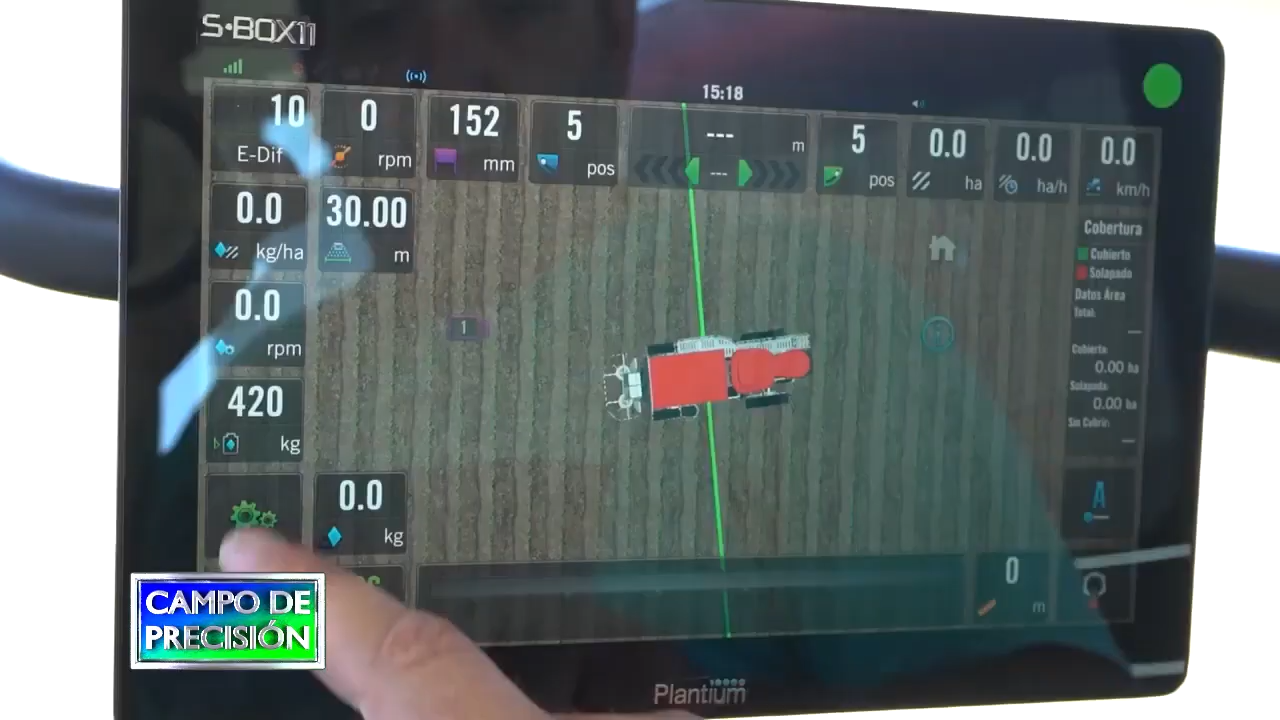 S•BOX11
15:18
10
E-Dif
0
rpm
152
mm
5
pos
---
m
---
5
pos
0.0
ha
0.0
ha/h
0.0
km/h
0.0
kg/ha
30.00
m
Cobertura
Cubierto
Solapado
Datos Área
Total:
Cubierto:
0.00 ha
Solapada:
0.00 ha
Sin Cubrir:
0.0
rpm
1
420
kg
0.0
kg
A
0
m
CAMPO DE
PRECISIÓN
Plantium